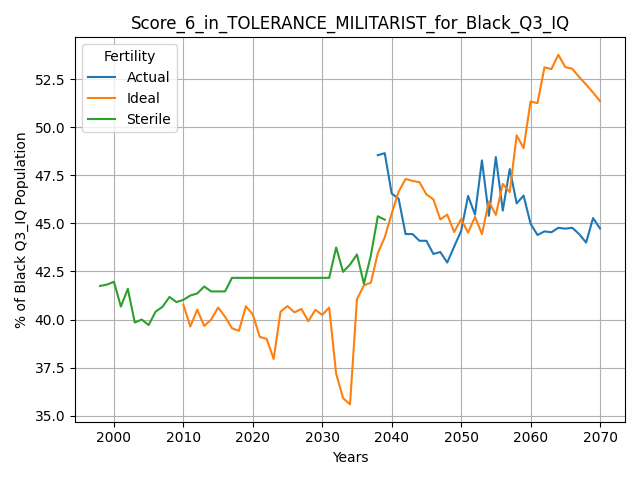 Score_6_in_TOLERANCE_MILITARIST_for_Black_Q3_IQ
Fertility
Actual
Ideal
Sterile
% of Black Q3_IQ Population
52.5
50.0
47.5
45.0
42.5
40.0
37.5
35.0
2000 2010 2020 2030 2040 2050 2060 2070
Years